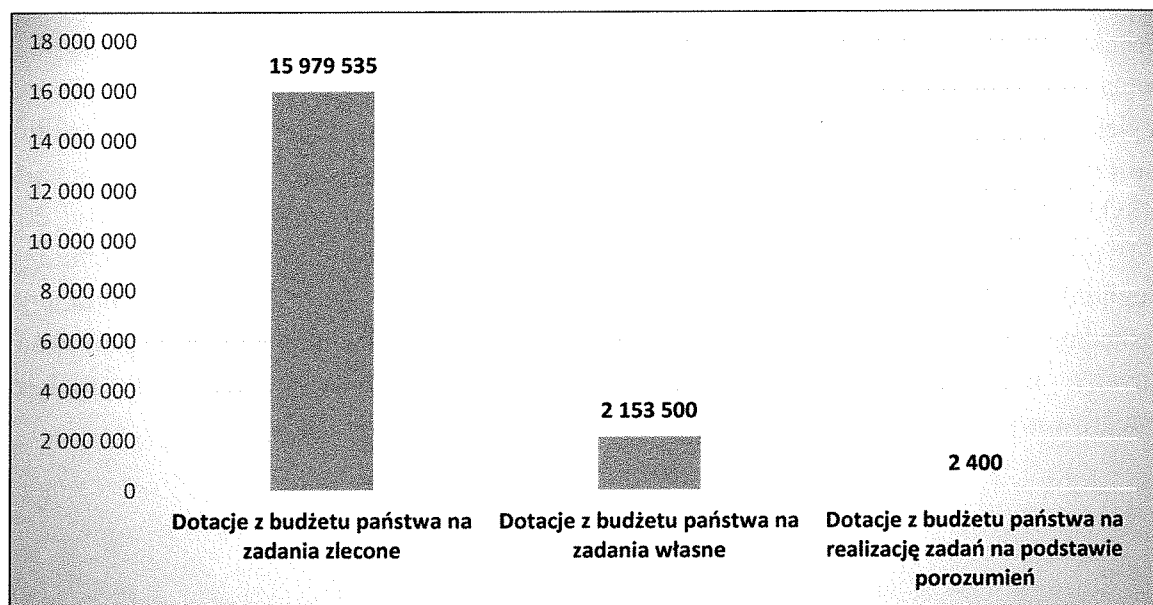 18 000 000
16 000 000
14 000 000
12 000 000
10 000 000
8 000 000
6 000 000
4 000 000
2 000 000
0
15 979 535
2 153 500
2 400
Dotacje z budżetu państwa na
zadania zlecone
Dotacje z budżetu państwa na
zadania własne
Dotacje z budżetu państwa na
realizację zadań na podstawie
porozumień